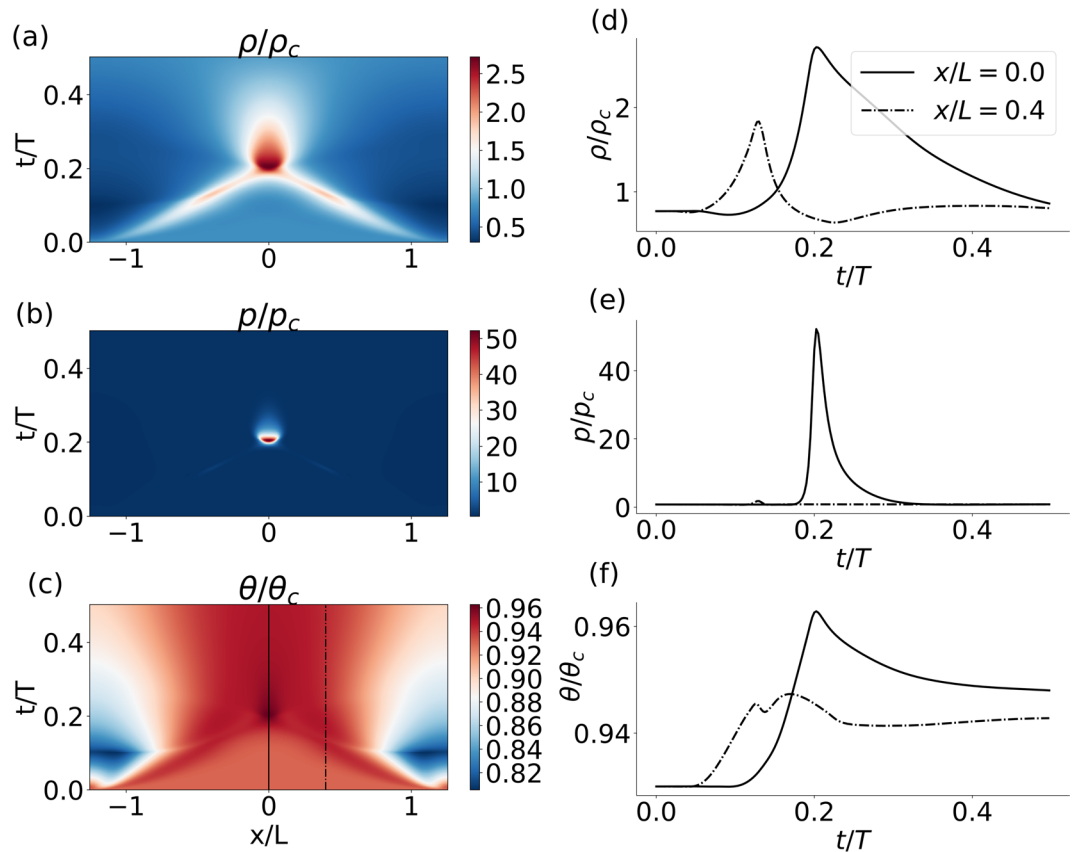 (a)
ρ/ρc
t/T
0.4
0.2
0.0
−1
0
1
2.5
2.0
1.5
1.0
0.5
(b)
p/pc
t/T
0.4
0.2
0.0
−1
0
1
50
40
30
20
10
(c)
θ/θc
t/T
0.4
0.2
0.0
−1
0
1
x/L
0.96
0.94
0.92
0.90
0.88
0.86
0.84
0.82
(d)
ρ/ρc
2
1
0.0
0.2
0.4
t/T
x/L = 0.0
x/L = 0.4
(e)
p/pc
40
20
0
0.0
0.2
0.4
t/T
(f)
θ/θc
0.96
0.94
0.0
0.2
0.4
t/T